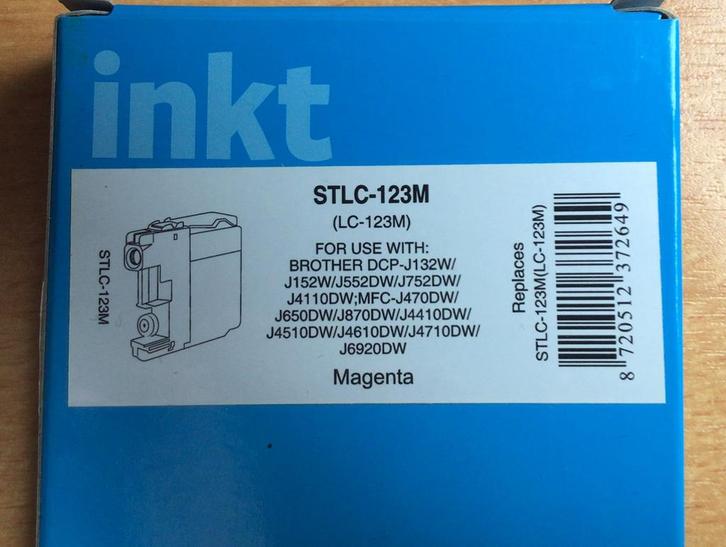 inkt
STLC-123M
(LC-123M)
FOR USE WITH:
BROTHER DCP-J132W/
J152W/J552DW/J752DW/
J4110DW;MFC-J470DW/
J650DW/J870DW/J4410DW/
J4510DW/J4610DW/J4710DW/
J6920DW
Magenta
STLC-123M
Replaces
STLC-123M(LC-123M)
8 720512 372649